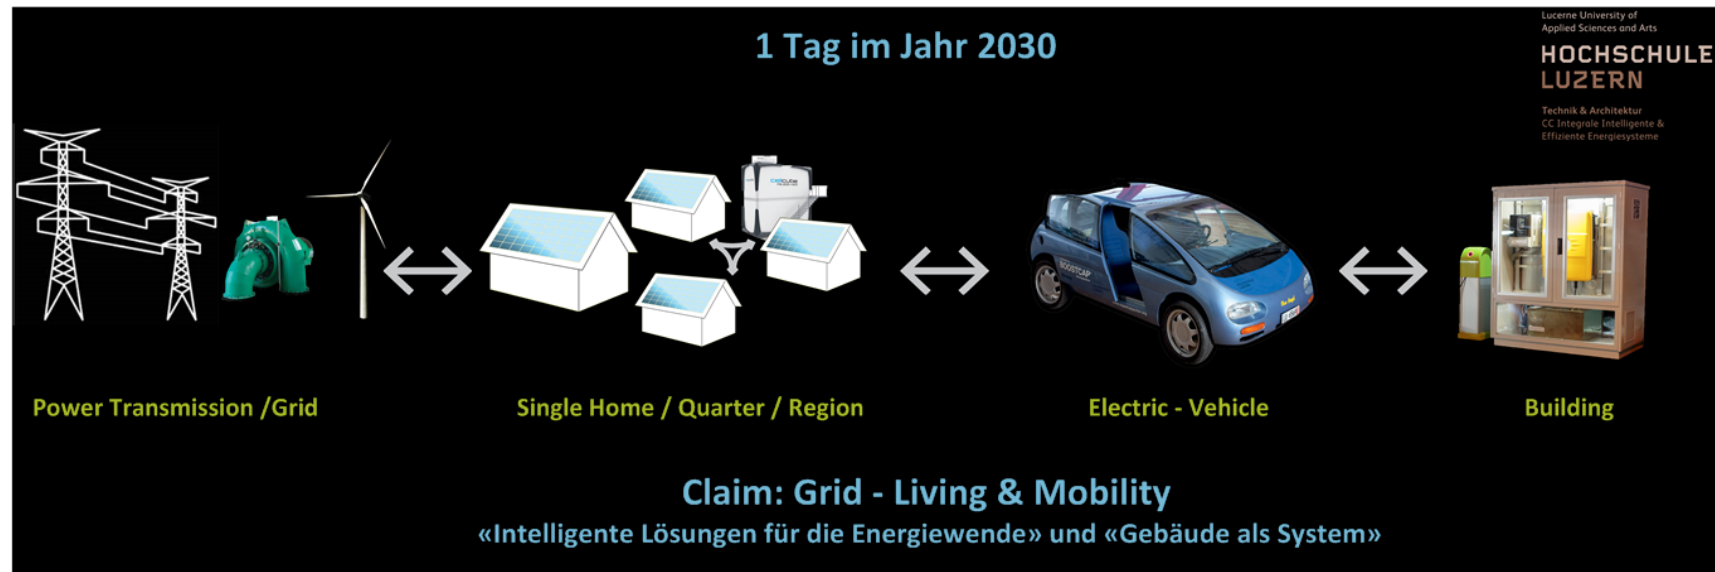 1 Tag im Jahr 2030
Lucerne University of
Applied Sciences and Arts
HOCHSCHULE
LUZERN
Technik & Architektur
CC Integrale Intelligente &
Effiziente Energiesysteme
BOOSTCAP
Power Transmission /Grid
Single Home / Quarter / Region
Electric - Vehicle
Building
Claim: Grid - Living & Mobility
«Intelligente Lösungen für die Energiewende» und «Gebäude als System»